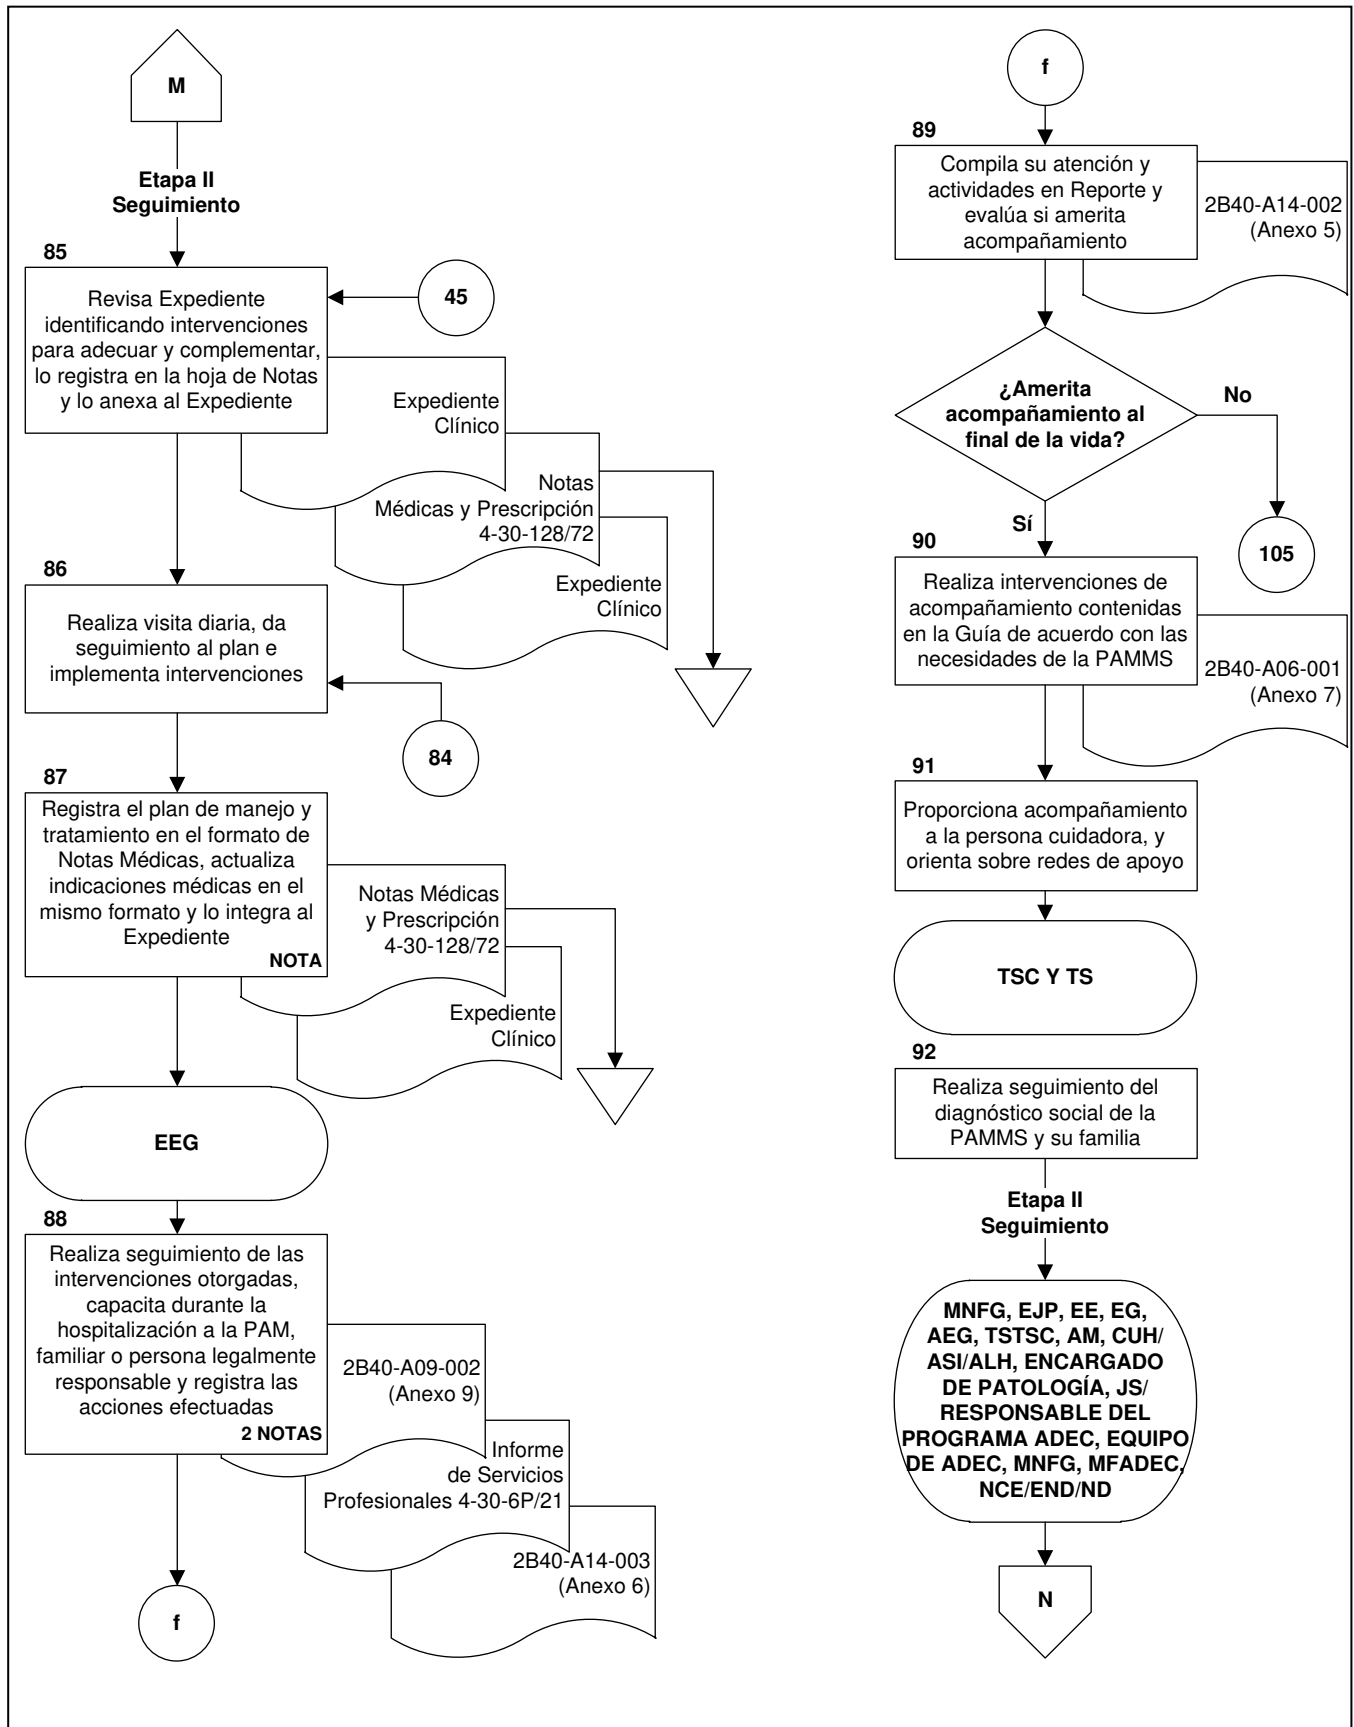 M
Etapa II
Seguimiento
85
Revisa Expediente
identificando intervenciones
para adecuar y complementar,
lo registra en la hoja de Notas
y lo anexa al Expediente
45
Expediente
Clínico
Notas
Médicas y Prescripción
4-30-128/72
Expediente
Clínico
86
Realiza visita diaria, da
seguimiento al plan e
implementa intervenciones
84
87
Registra el plan de manejo y
tratamiento en el formato de
Notas Médicas, actualiza
indicaciones médicas en el
mismo formato y lo integra al
Expediente
NOTA
Notas Médicas
y Prescripción
4-30-128/72
Expediente
Clínico
EEG
88
Realiza seguimiento de las
intervenciones otorgadas,
capacita durante la
hospitalización a la PAM,
familiar o persona legalmente
responsable y registra las
acciones efectuadas
2 NOTAS
2B40-A09-002
(Anexo 9)
Informe
de Servicios
Profesionales 4-30-6P/21
2B40-A14-003
(Anexo 6)
f
f
89
Compila su atención y
actividades en Reporte y
evalúa si amerita
acompañamiento
2B40-A14-002
(Anexo 5)
¿Amerita
acompañamiento al
final de la vida?
No
105
Sí
90
Realiza intervenciones de
acompañamiento contenidas
en la Guía de acuerdo con las
necesidades de la PAMMS
2B40-A06-001
(Anexo 7)
91
Proporciona acompañamiento
a la persona cuidadora, y
orienta sobre redes de apoyo
TSC Y TS
92
Realiza seguimiento del
diagnóstico social de la
PAMMS y su familia
Etapa II
Seguimiento
MNFG, EJP, EE, EG,
AEG, TSTSC, AM, CUH/
ASI/ALH, ENCARGADO
DE PATOLOGÍA, JS/
RESPONSABLE DEL
PROGRAMA ADEC, EQUIPO
DE ADEC, MNFG, MFADEC,
NCE/END/ND
N